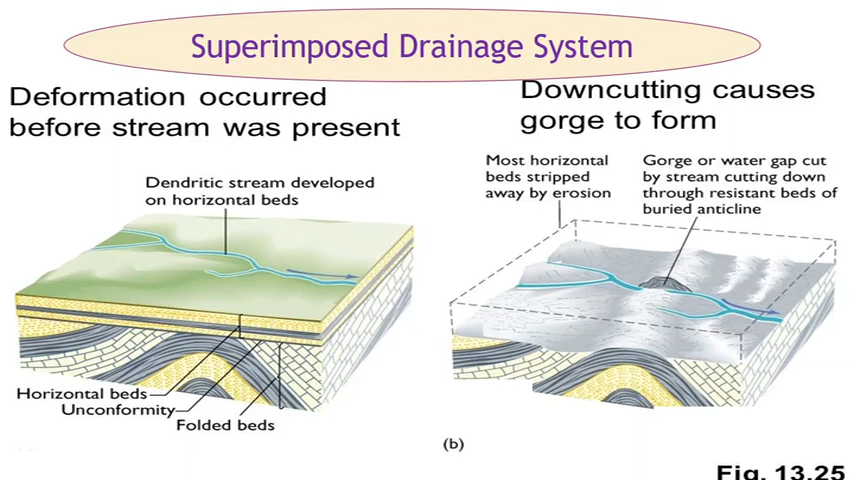 Superimposed Drainage System
Deformation occurred
before stream was present
Downcutting causes
gorge to form
Dendritic stream developed
on horizontal beds
Horizontal beds
Unconformity
Folded beds
Most horizontal
beds stripped
away by erosion
Gorge or water gap cut
by stream cutting down
through resistant beds of
buried anticline
(b)
Fig. 13.25